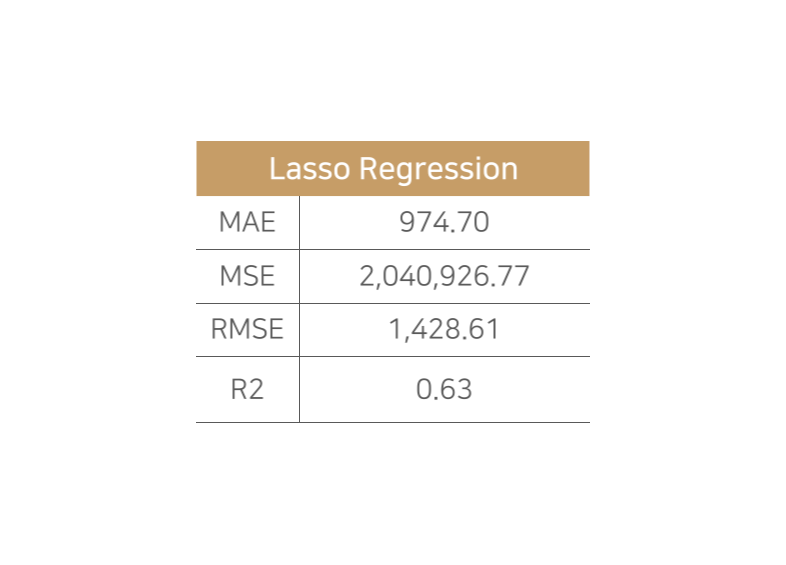 Lasso Regression
MAE 974.70
MSE 2,040,926.77
RMSE 1,428.61
R2 0.63